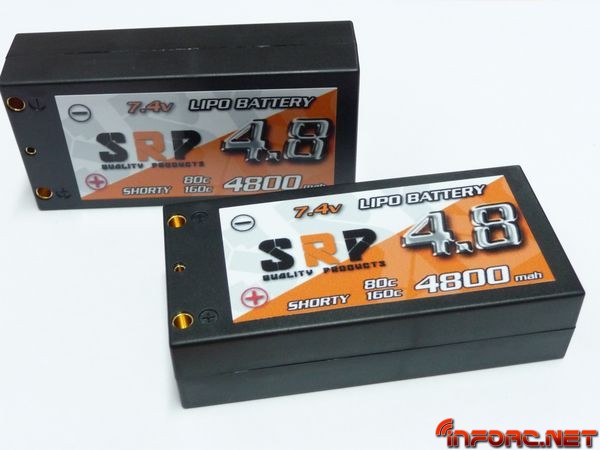 7.4v LIPO BATTERY
SRP 4.8
QUALITY PRODUCTS
SHORTY 80c 160c 4800mah
7.4v LIPO BATTERY
SRP 4.8
QUALITY PRODUCTS
SHORTY 80c 160c 4800mah
inforc.net